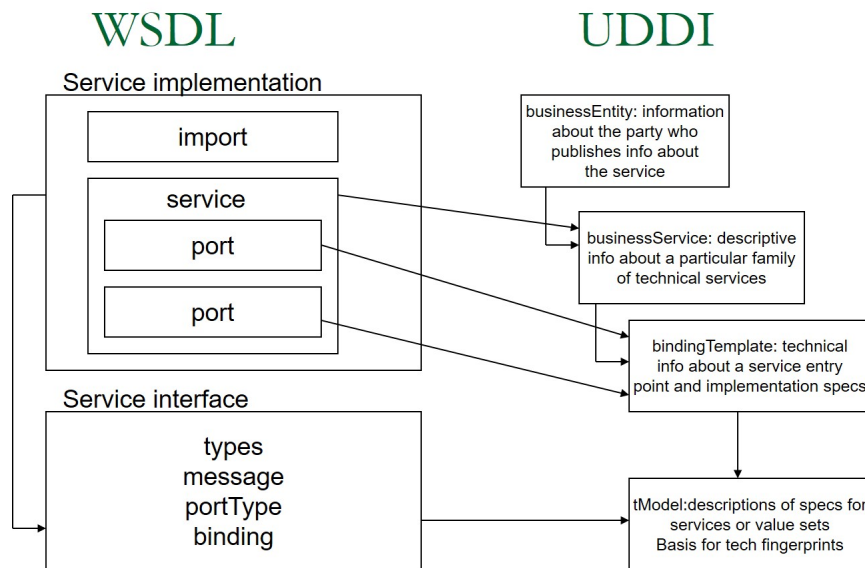 WSDL
UDDI
Service implementation
import
service
port
port
Service interface
types
message
portType
binding
businessEntity: information
about the party who
publishes info about
the service
businessService: descriptive
info about a particular family
of technical services
bindingTemplate: technical
info about a service entry
point and implementation specs
tModel:descriptions of specs for
services or value sets
Basis for tech fingerprints